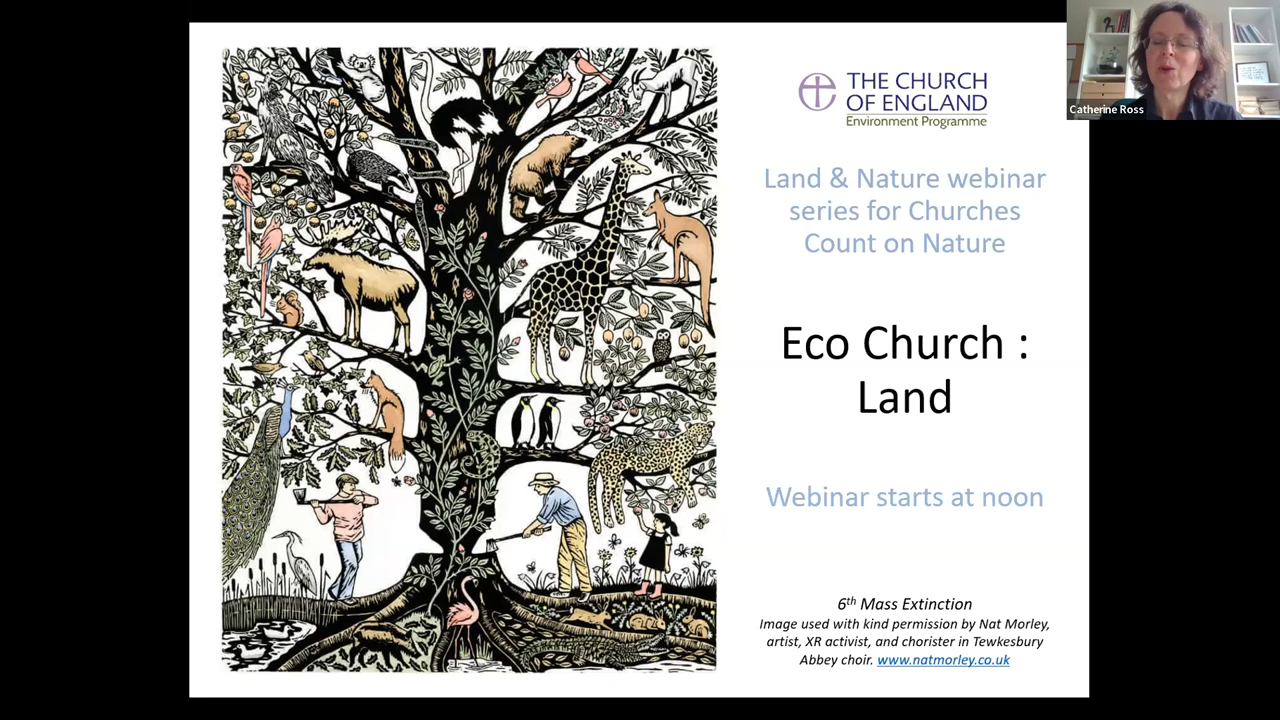 THE CHURCH
OF ENGLAND
Environment Programme
Catherine Ross
Land & Nature webinar
series for Churches
Count on Nature
Eco Church :
Land
Webinar starts at noon
6th Mass Extinction
Image used with kind permission by Nat Morley,
artist, XR activist, and chorister in Tewkesbury
Abbey choir. www.natmorley.co.uk